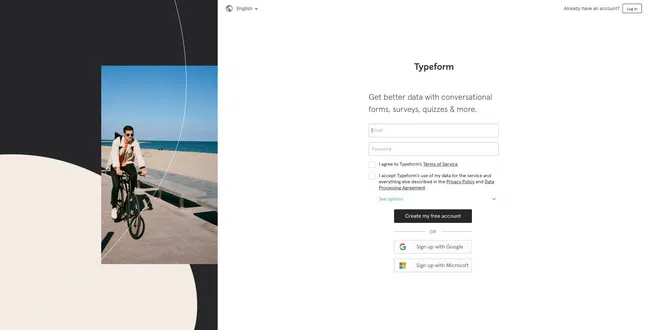 English
Already have an account?
Log in
Typeform
Get better data with conversational
forms, surveys, quizzes & more.
Email
Password
I agree to Typeform's Terms of Service
I accept Typeform's use of my data for the service and
everything else described in the Privacy Policy and Data
Processing Agreement
See options
Create my free account
OR
Sign up with Google
Sign up with Microsoft